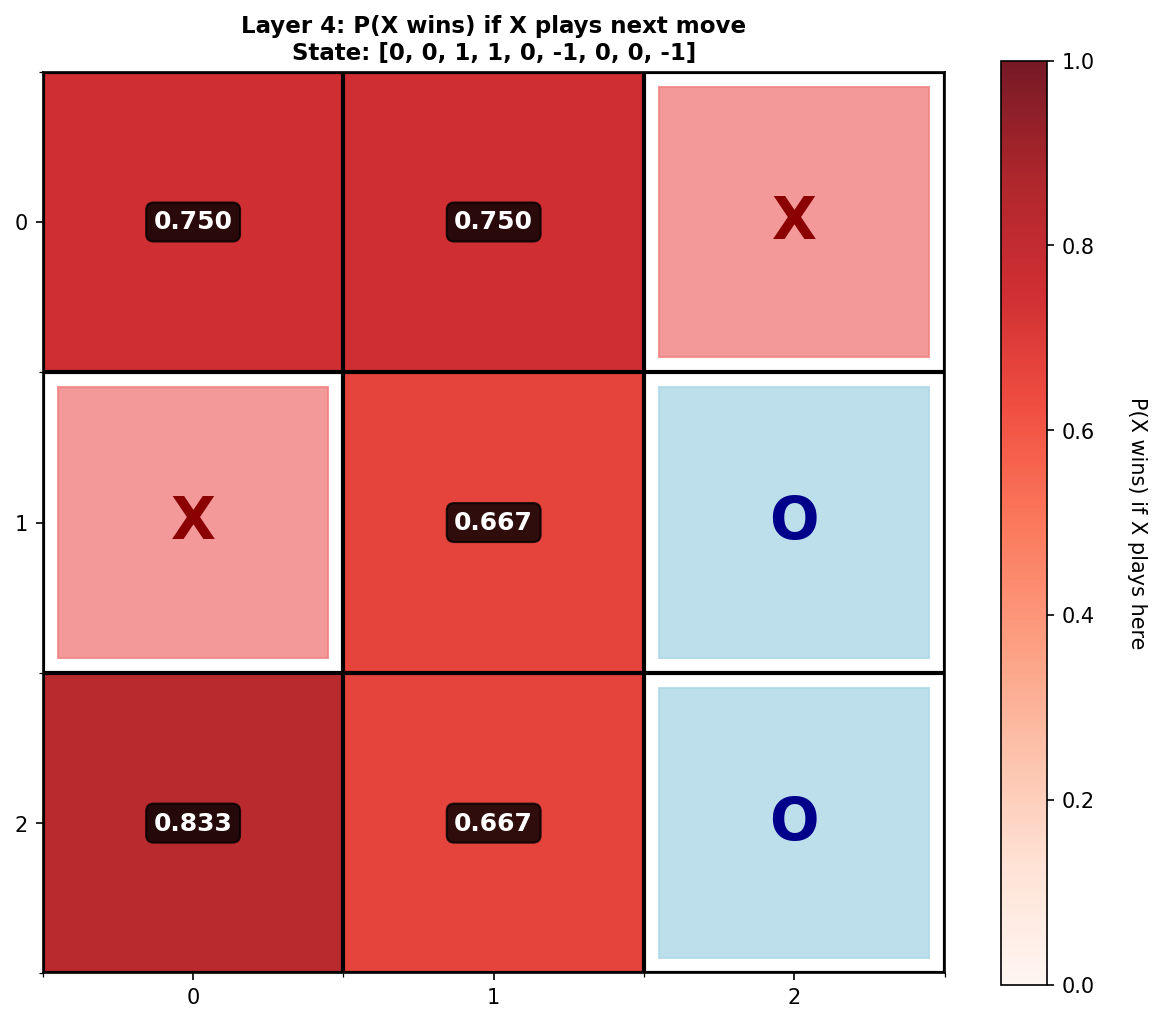 Layer 4: P(X wins) if X plays next move
State: [0, 0, 1, 1, 0, -1, 0, 0, -1]
0
0.750
0.750
X
1
X
0.667
O
2
0.833
0.667
O
0
1
2
1.0
0.8
0.6
0.4
0.2
0.0
P(X wins) if X plays here